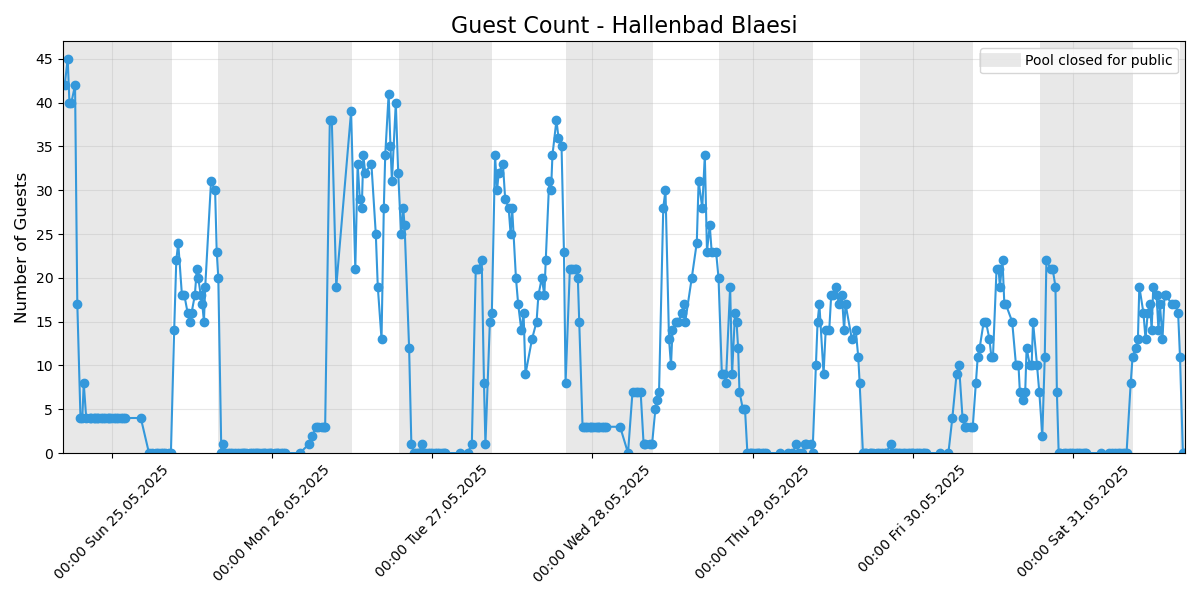 Guest Count - Hallenbad Blaesi
Pool closed for public
Number of Guests
45
40
35
30
25
20
15
10
5
0
00:00 Sun 25.05.2025
00:00 Mon 26.05.2025
00:00 Tue 27.05.2025
00:00 Wed 28.05.2025
00:00 Thu 29.05.2025
00:00 Fri 30.05.2025
00:00 Sat 31.05.2025